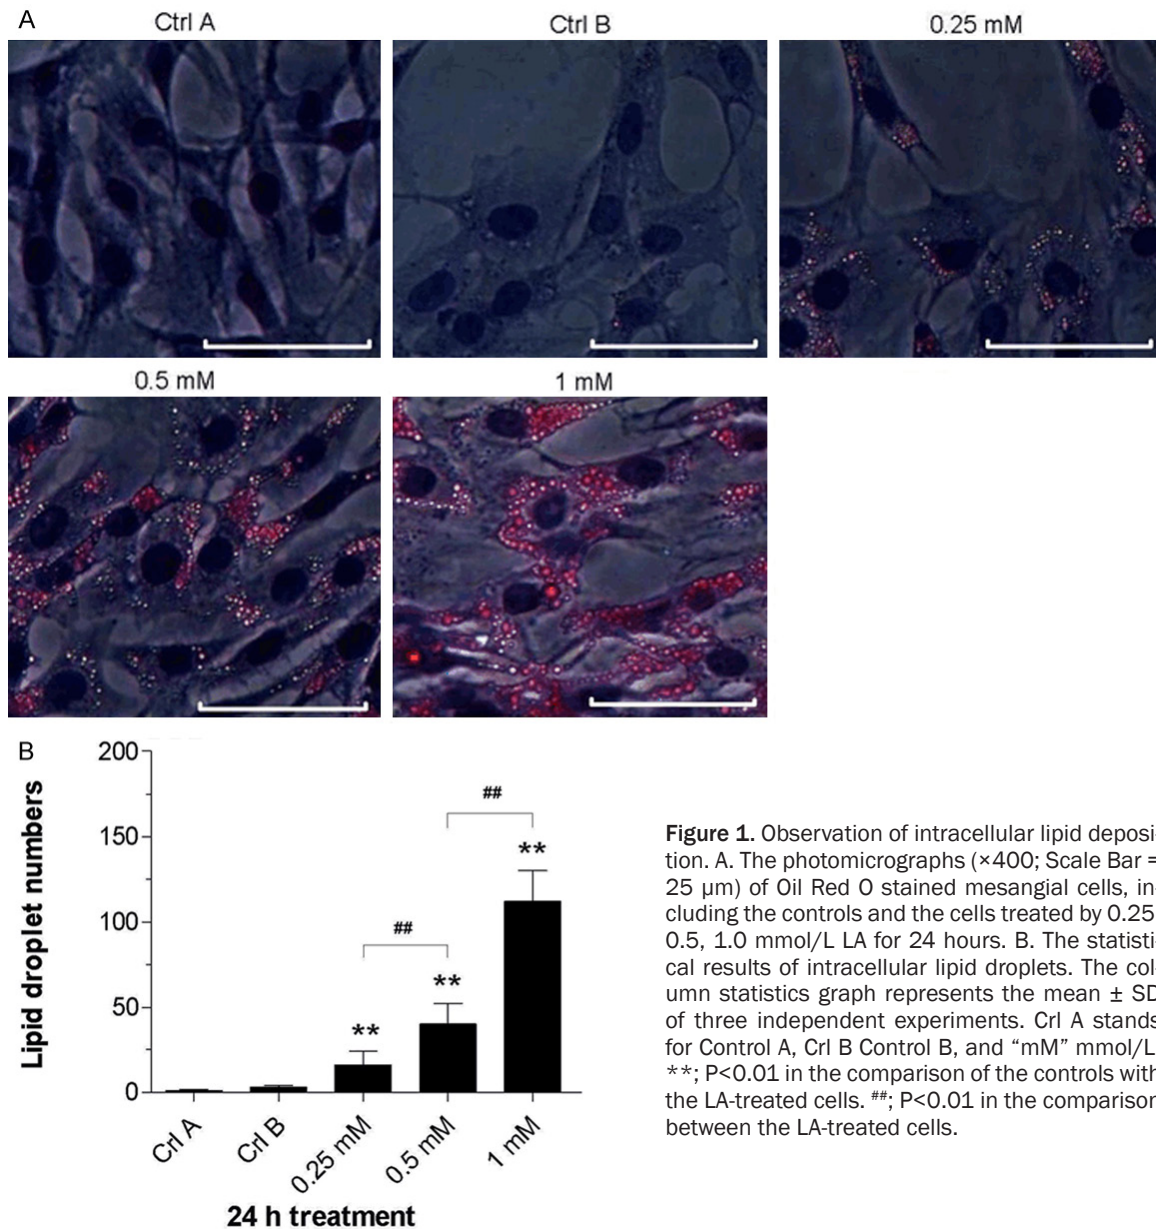 A
Ctrl A
Ctrl B
0.25 mM
0.5 mM
1 mM
B
Lipid droplet numbers
200
150
100
50
0
##
##
**
**
**
Crl A
Crl B
0.25 mM
0.5 mM
1 mM
24 h treatment
Figure 1. Observation of intracellular lipid deposi-
tion. A. The photomicrographs (×400; Scale Bar =
25 µm) of Oil Red O stained mesangial cells, in-
cluding the controls and the cells treated by 0.25
0.5, 1.0 mmol/L LA for 24 hours. B. The statisti-
cal results of intracellular lipid droplets. The col-
umn statistics graph represents the mean ± SD
of three independent experiments. Crl A stands
for Control A, Crl B Control B, and “mM” mmol/L
**; P<0.01 in the comparison of the controls with
the LA-treated cells. ##; P<0.01 in the comparison
between the LA-treated cells.